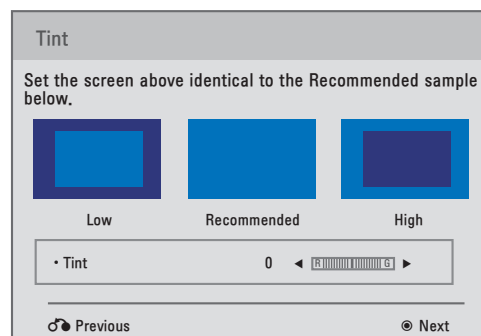 Tint
Set the screen above identical to the Recommended sample
below.
Low Recommended High
• Tint 0 ◀ R G ▶
Previous ◉ Next